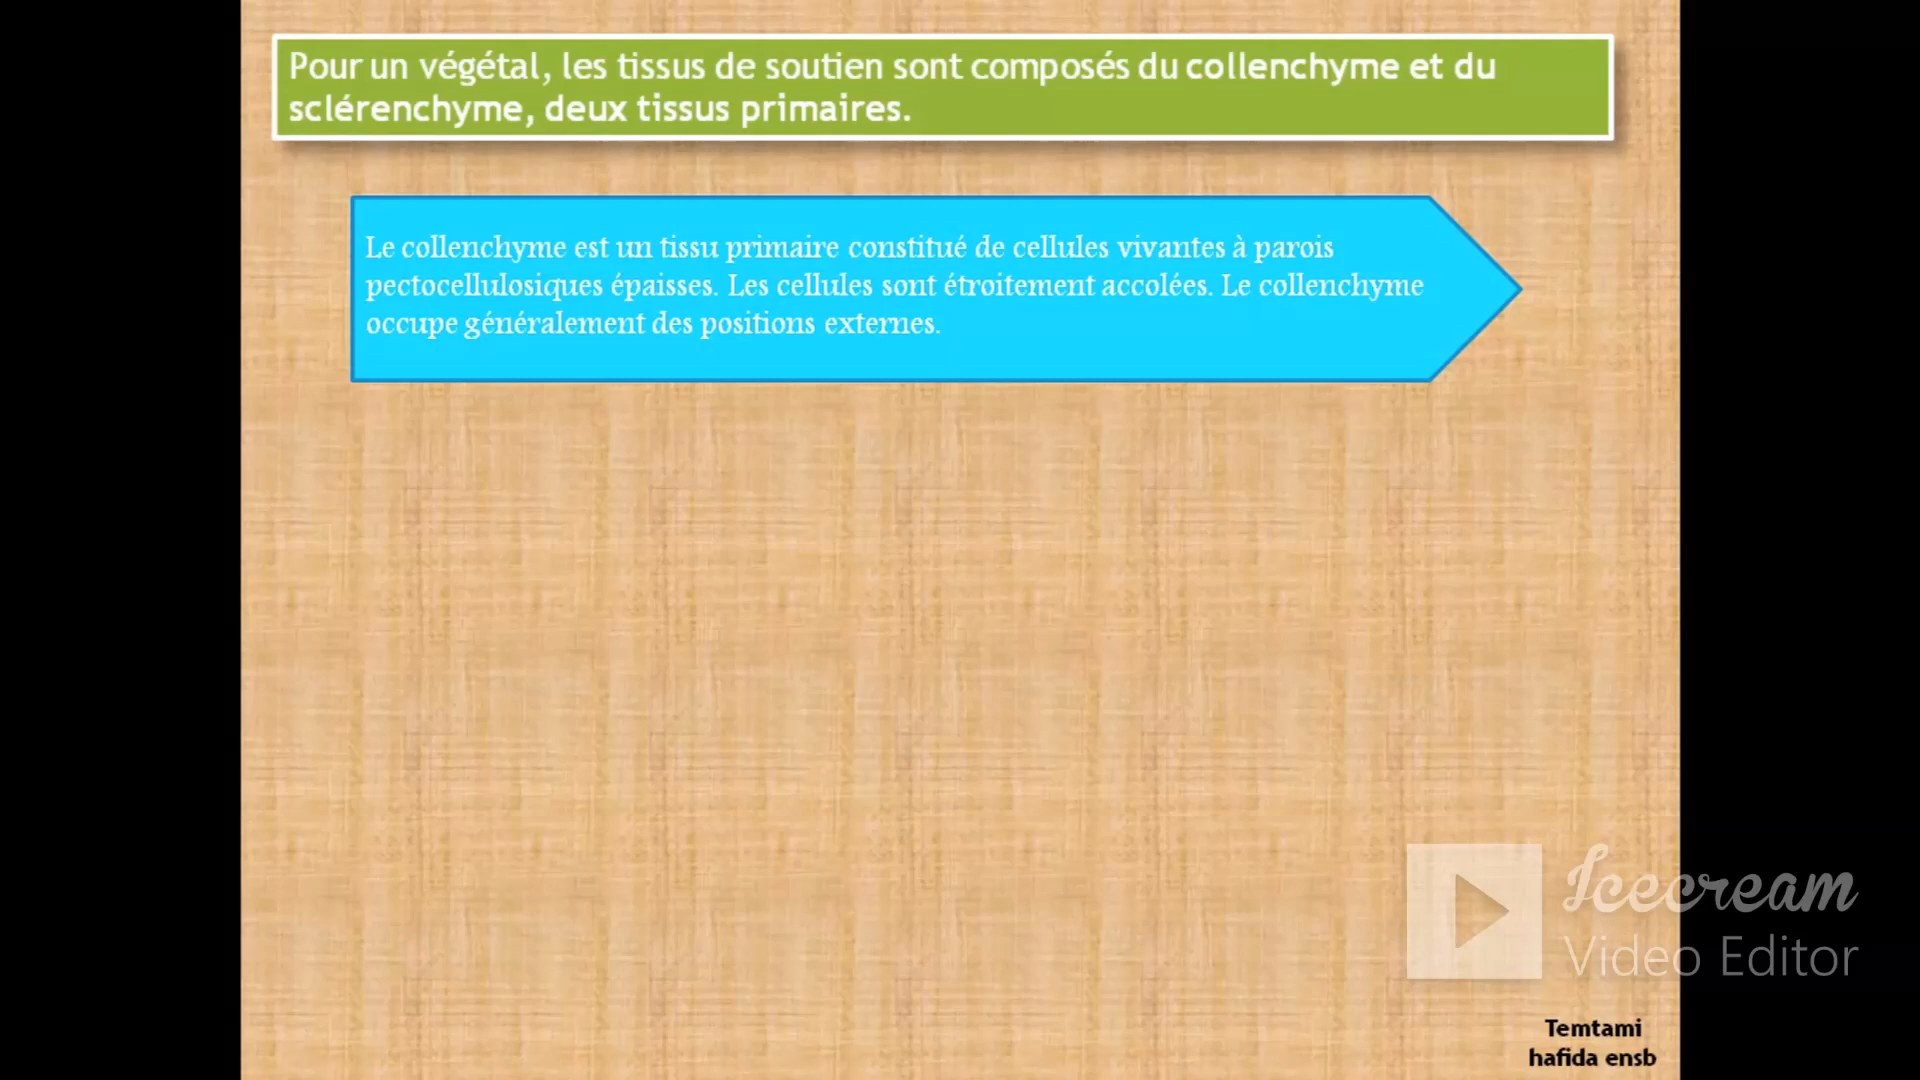 Pour un végétal, les tissus de soutien sont composés du collenchyme et du
sclérenchyme, deux tissus primaires.
Le collenchyme est un tissu primaire constitué de cellules vivantes à parois
pectocellulosiques épaisses. Les cellules sont étroitement accolées. Le collenchyme
occupe généralement des positions externes.
Icecream
Video Editor
Temtami
hafida ensb